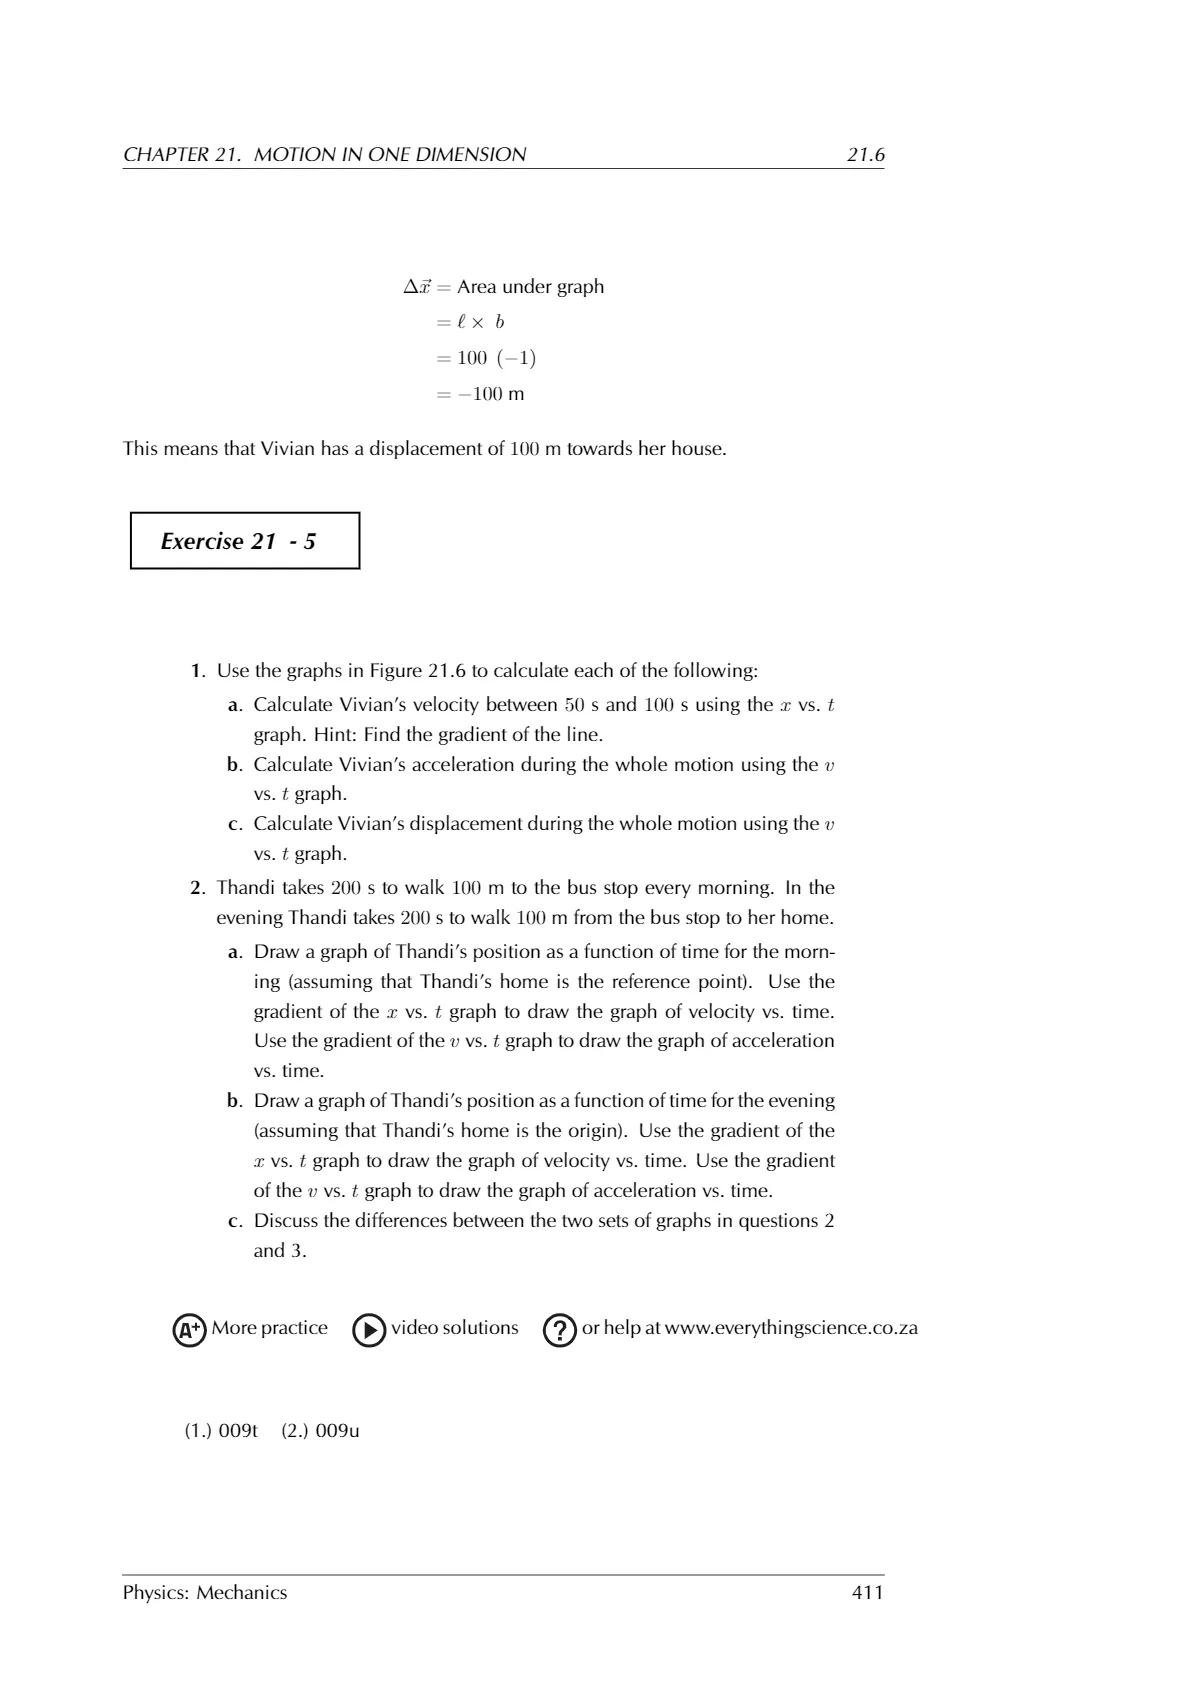 CHAPTER 21. MOTION IN ONE DIMENSION 21.6
Δx⃗ = Area under graph
= ℓ × b
= 100 (−1)
= −100 m
This means that Vivian has a displacement of 100 m towards her house.
Exercise 21 - 5
1. Use the graphs in Figure 21.6 to calculate each of the following:
a. Calculate Vivian's velocity between 50 s and 100 s using the x vs. t
graph. Hint: Find the gradient of the line.
b. Calculate Vivian's acceleration during the whole motion using the v
vs. t graph.
c. Calculate Vivian's displacement during the whole motion using the v
vs. t graph.
2. Thandi takes 200 s to walk 100 m to the bus stop every morning. In the
evening Thandi takes 200 s to walk 100 m from the bus stop to her home.
a. Draw a graph of Thandi's position as a function of time for the morn-
ing (assuming that Thandi's home is the reference point). Use the
gradient of the x vs. t graph to draw the graph of velocity vs. time.
Use the gradient of the v vs. t graph to draw the graph of acceleration
vs. time.
b. Draw a graph of Thandi's position as a function of time for the evening
(assuming that Thandi's home is the origin). Use the gradient of the
x vs. t graph to draw the graph of velocity vs. time. Use the gradient
of the v vs. t graph to draw the graph of acceleration vs. time.
c. Discuss the differences between the two sets of graphs in questions 2
and 3.
A+ More practice video solutions ? or help at www.everythingscience.co.za
(1.) 009t (2.) 009u
Physics: Mechanics 411